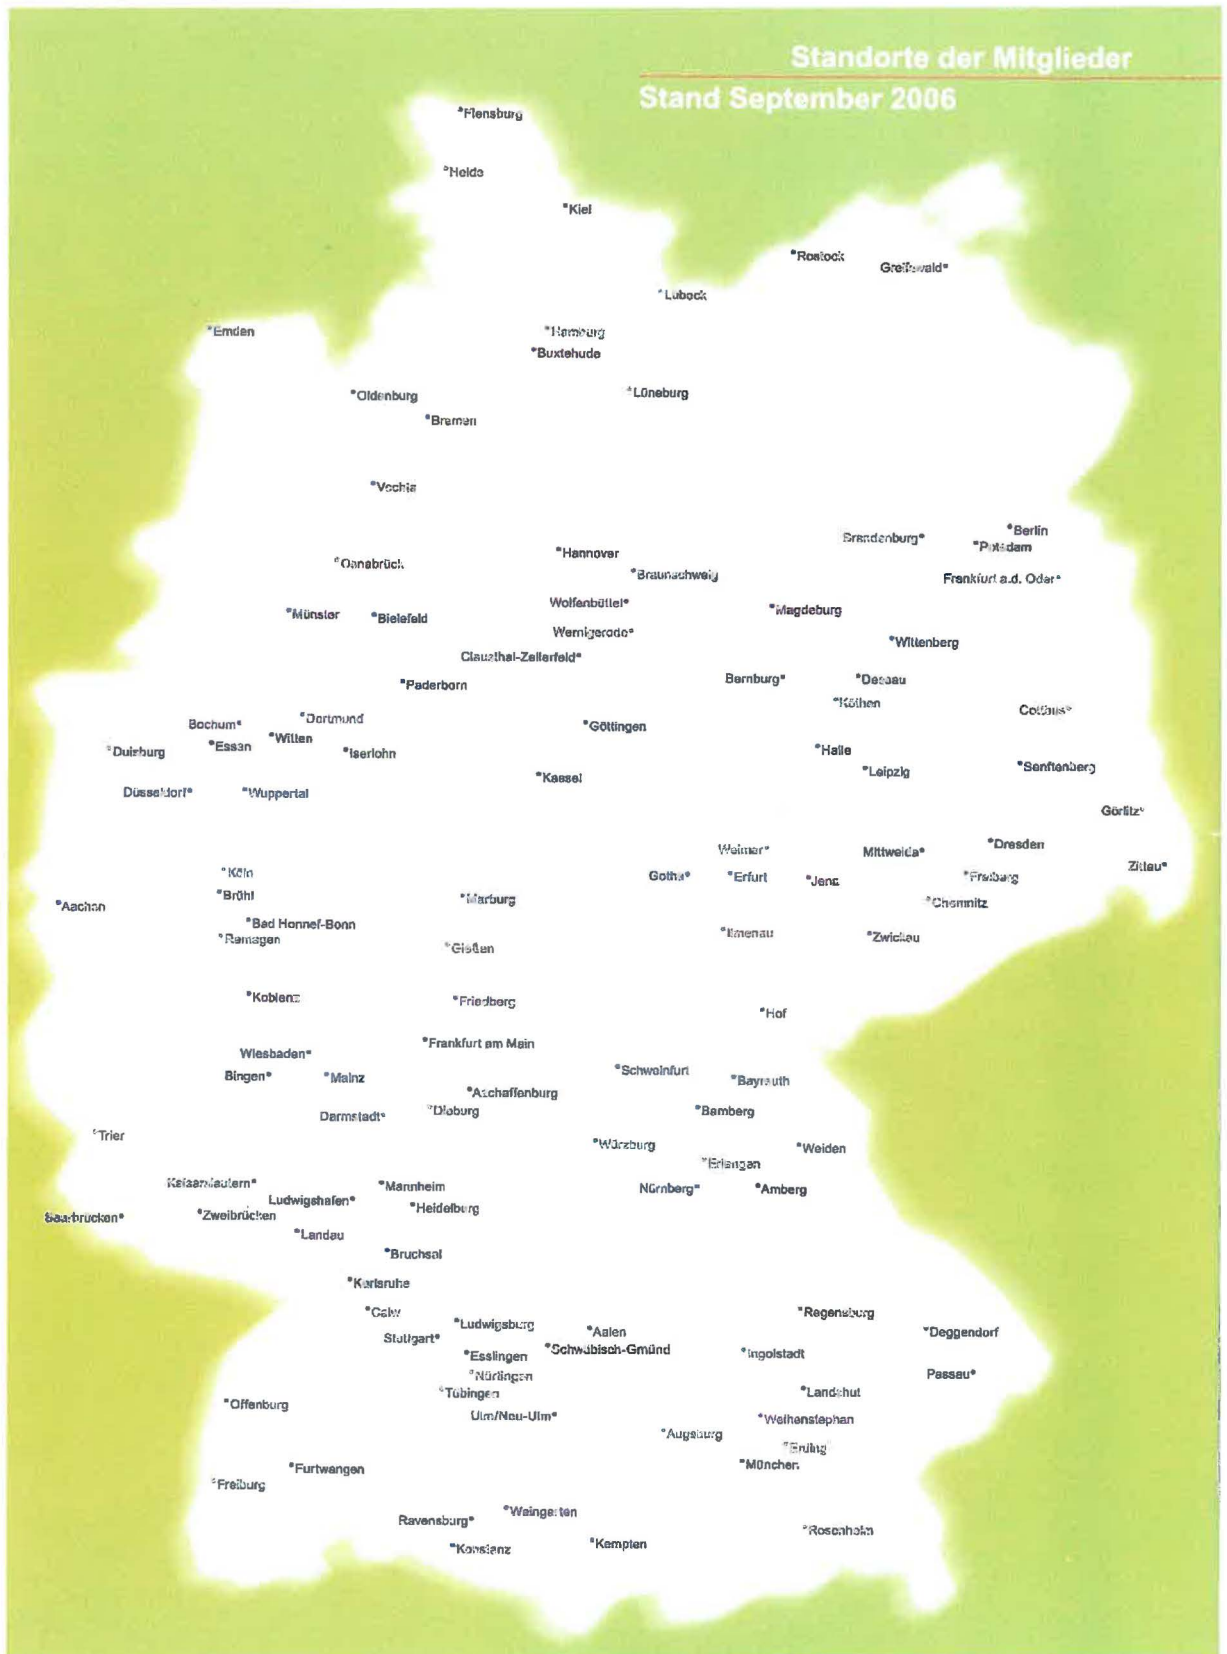 Standorte der Mitglieder
Stand September 2006
Flensburg
Heide
Kiel
Rostock
Greifswald
Lübeck
Emden
Hamburg
Buxtehude
Oldenburg
Lüneburg
Bremen
Vechta
Berlin
Brandenburg
Potsdam
Hannover
Osnabrück
Braunschweig
Frankfurt a.d. Oder
Wolfenbüttel
Magdeburg
Münster
Bielefeld
Wernigerode
Wittenberg
Clausthal-Zellerfeld
Paderborn
Bernburg
Dessau
Köthen
Cottbus
Bochum
Dortmund
Göttingen
Witten
Duisburg
Essen
Iserlohn
Halle
Leipzig
Senftenberg
Kassel
Düsseldorf
Wuppertal
Görlitz
Weimar
Mittweida
Dresden
Zittau
Köln
Gotha
Erfurt
Jena
Freiberg
Brühl
Marburg
Chemnitz
Aachen
Bad Honnef-Bonn
Remagen
Ilmenau
Zwickau
Gießen
Koblenz
Friedberg
Hof
Frankfurt am Main
Wiesbaden
Schweinfurt
Bingen
Mainz
Bayreuth
Aschaffenburg
Darmstadt
Dieburg
Bamberg
Trier
Würzburg
Weiden
Erlangen
Kaiserslautern
Mannheim
Nürnberg
Amberg
Ludwigshafen
Heidelburg
Saarbrücken
Zweibrücken
Landau
Bruchsal
Karlsruhe
Calw
Regensburg
Ludwigsburg
Stuttgart
Aalen
Deggendorf
Esslingen
Schwäbisch-Gmünd
Ingolstadt
Nürtingen
Passau
Tübingen
Landshut
Offenburg
Ulm/Neu-Ulm
Weihenstephan
Augsburg
Erding
München
Furtwangen
Freiburg
Weingarten
Ravensburg
Rosenheim
Konstanz
Kempten